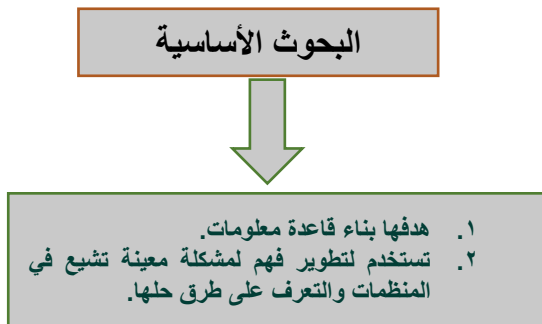 البحوث الأساسية
١. هدفها بناء قاعدة معلومات.
٢. تستخدم لتطوير فهم لمشكلة معينة تشيع في
المنظمات والتعرف على طرق حلها.